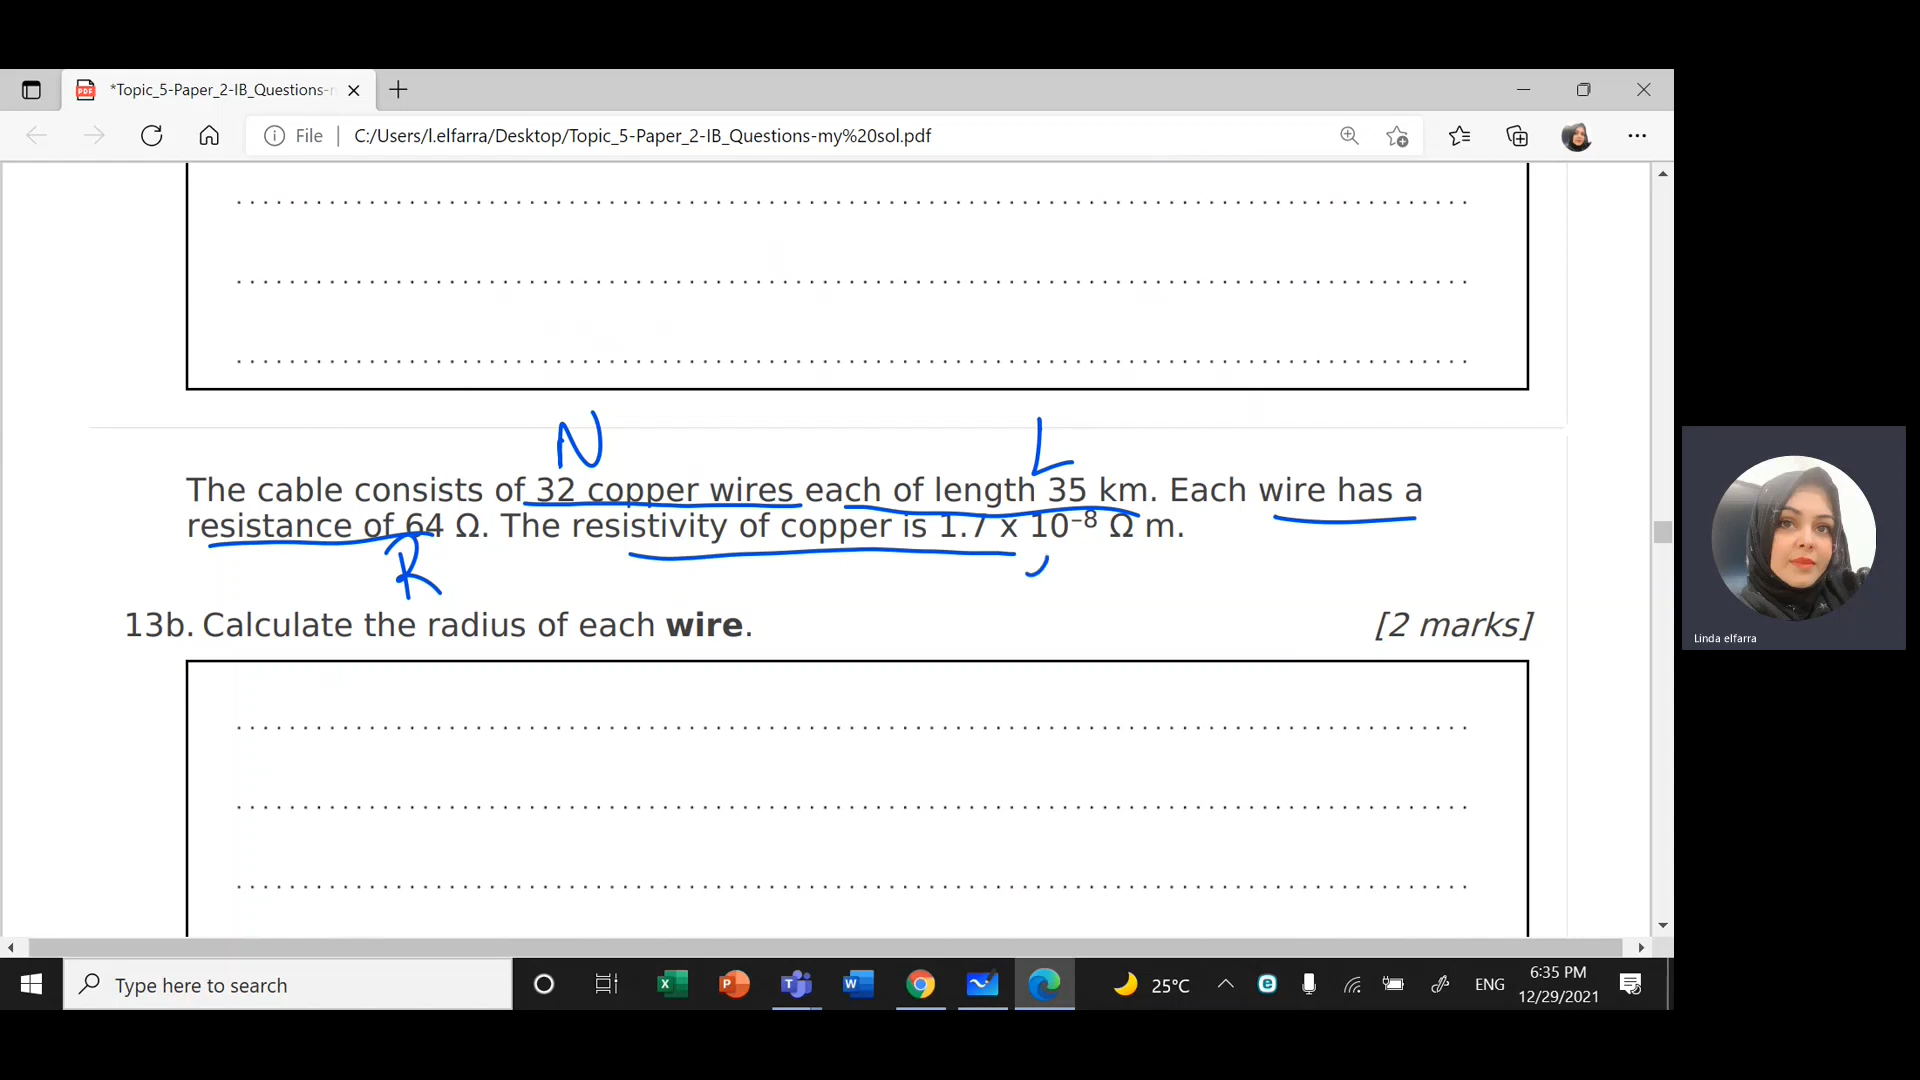 *Topic_5-Paper_2-IB_Questions-
File
C:/Users/l.elfarra/Desktop/Topic_5-Paper_2-IB_Questions-my%20sol.pdf
N
L
The cable consists of 32 copper wires each of length 35 km. Each wire has a
resistance of 64 Ω. The resistivity of copper is 1.7 x 10⁻⁸ Ω m.
R
13b. Calculate the radius of each wire.
[2 marks]
Linda elfarra
Type here to search
25°C
ENG
6:35 PM
12/29/2021